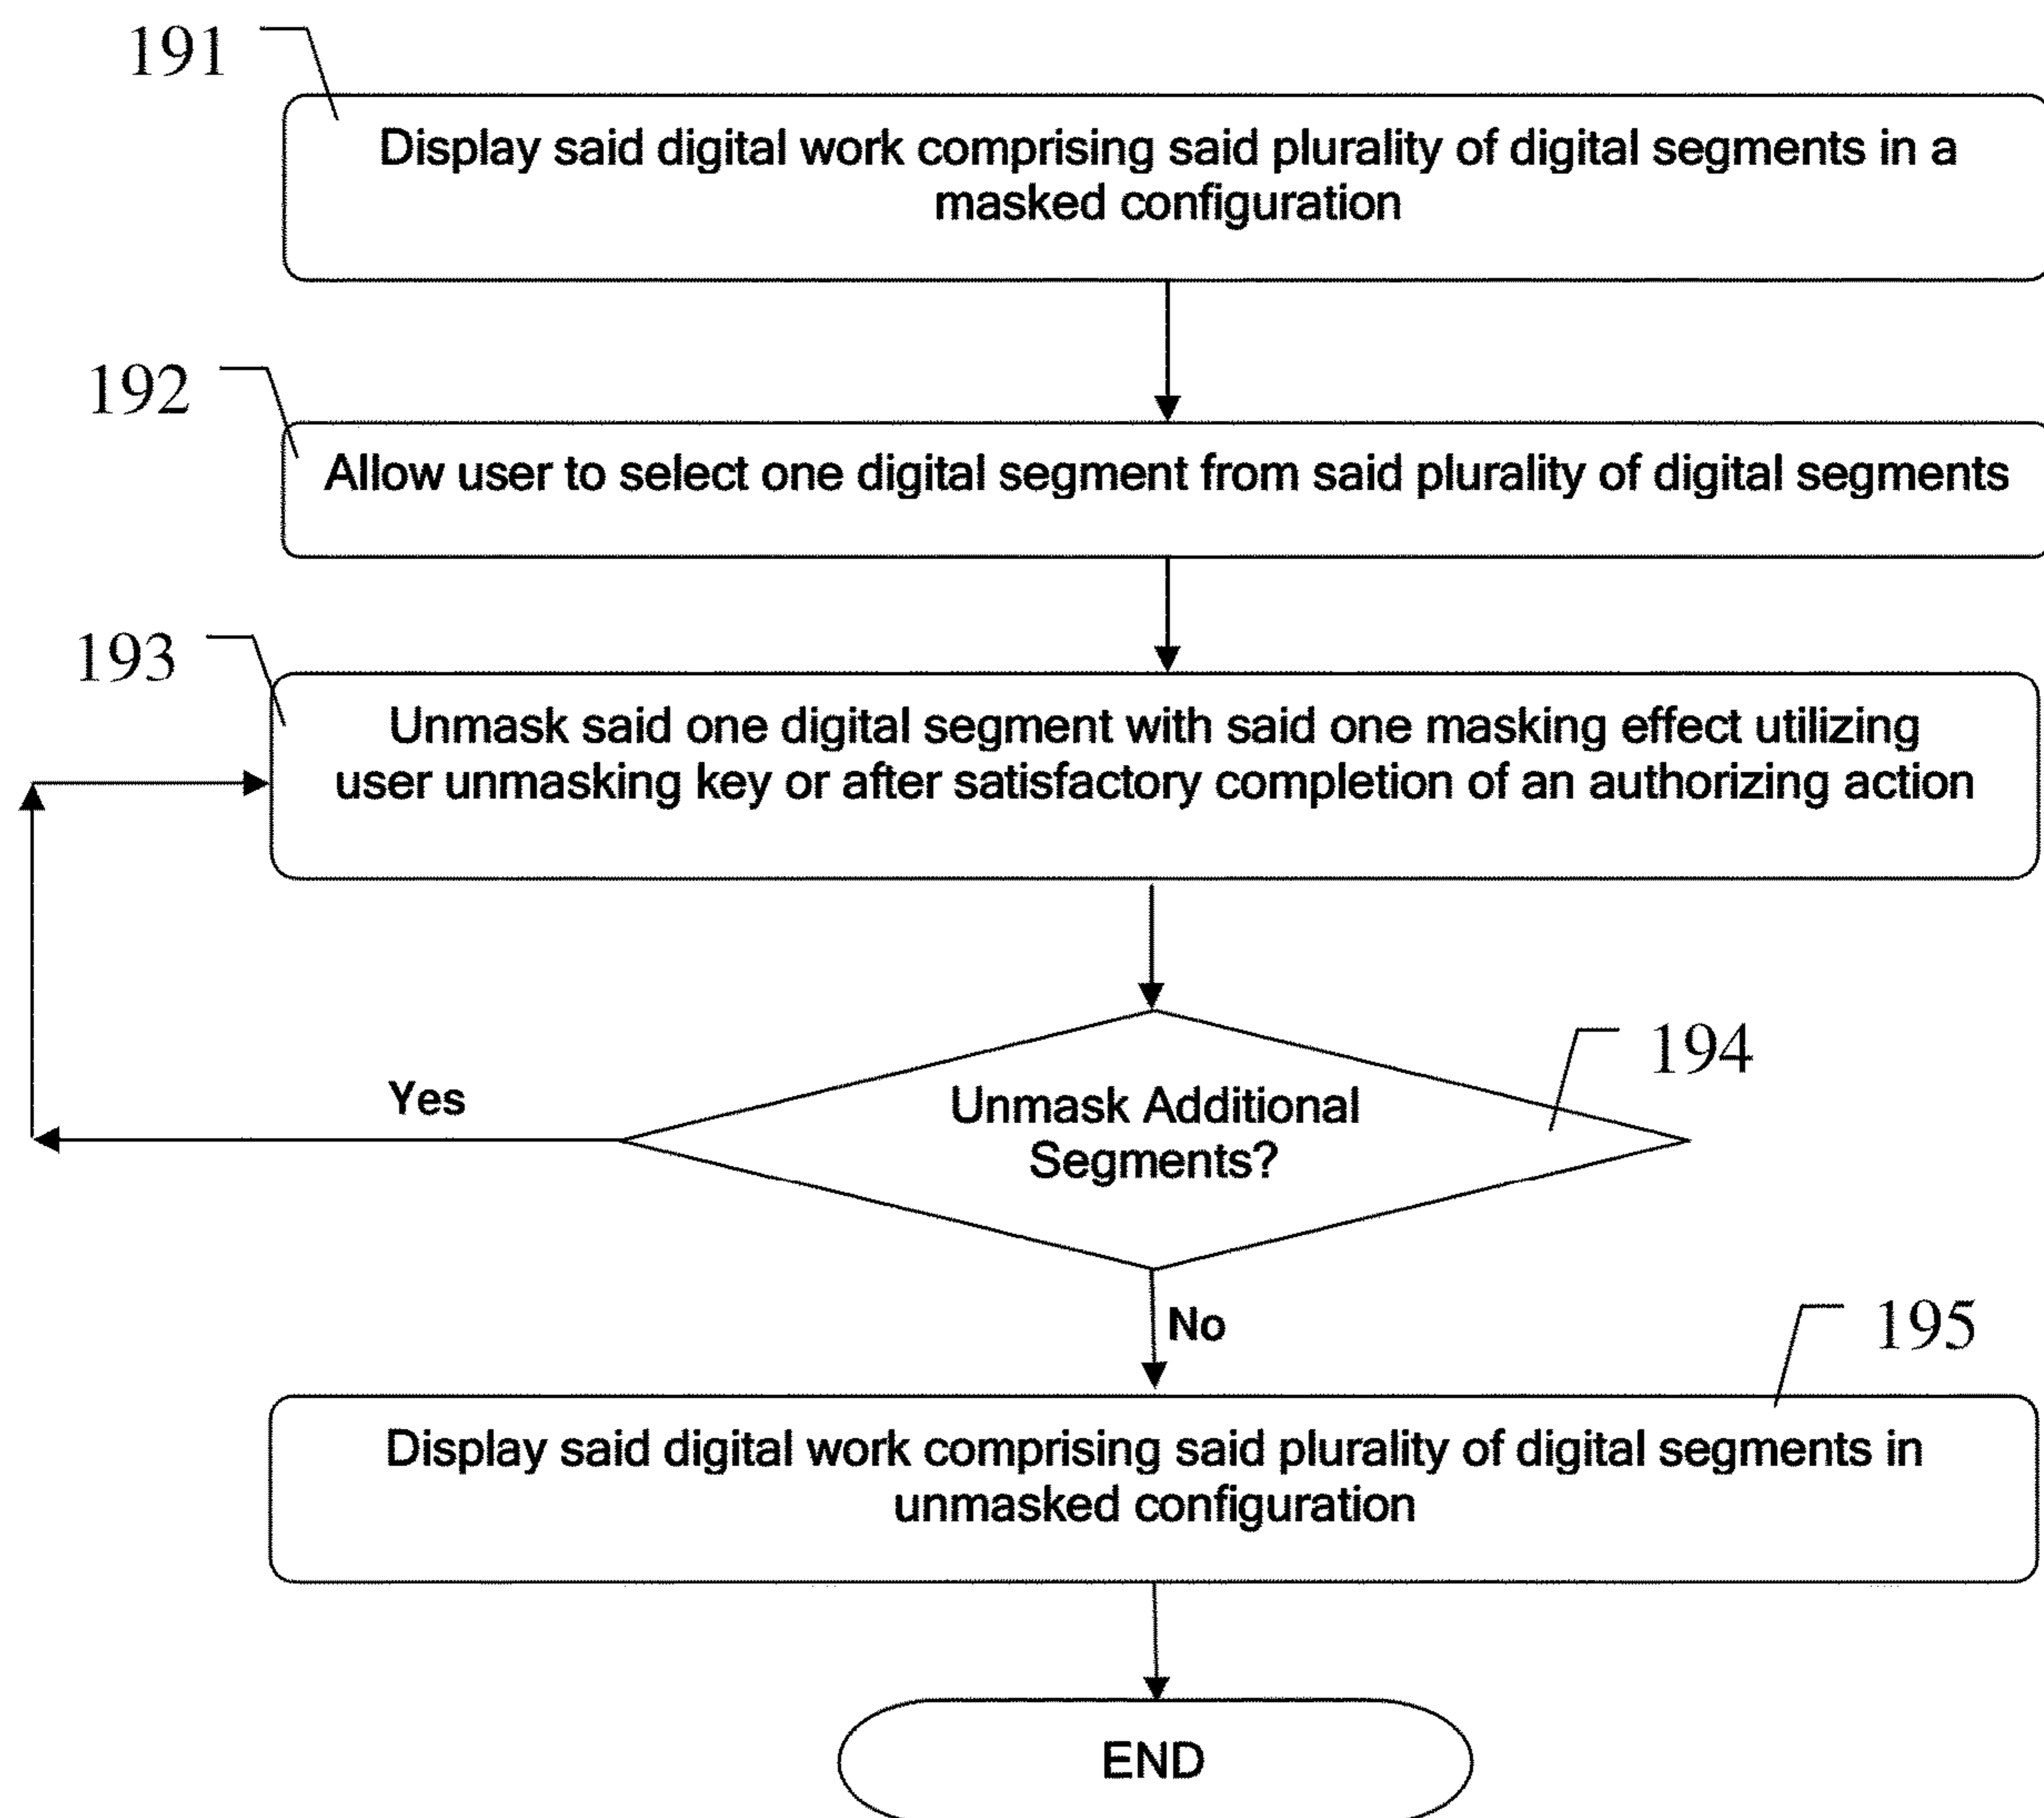 191
Display said digital work comprising said plurality of digital segments in a
masked configuration
192
Allow user to select one digital segment from said plurality of digital segments
193
Unmask said one digital segment with said one masking effect utilizing
user unmasking key or after satisfactory completion of an authorizing action
194
Yes
Unmask Additional
Segments?
No
195
Display said digital work comprising said plurality of digital segments in
unmasked configuration
END